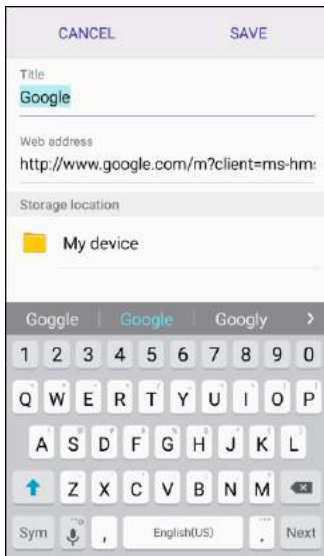 CANCEL SAVE
Title
Google
Web address
http://www.google.com/m?client=ms-hms
Storage location
My device
Goggle Google Googly >
1 2 3 4 5 6 7 8 9 0
Q W E R T Y U I O P
A S D F G H J K L
Z X C V B N M
Sym , English(US) . Next